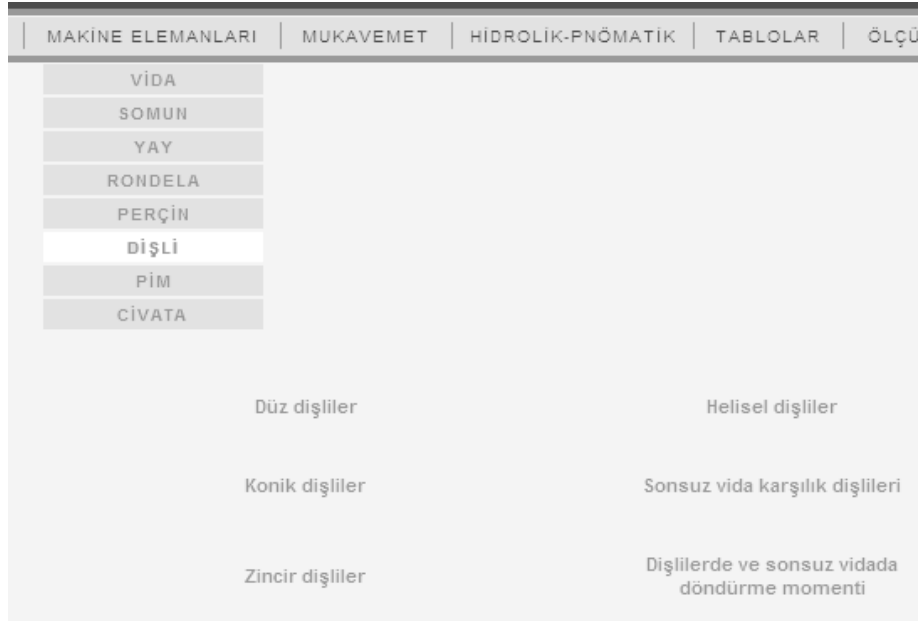 MAKİNE ELEMANLARI MUKAVEMET HİDROLİK-PNÖMATİK TABLOLAR ÖLÇÜ
VİDA
SOMUN
YAY
RONDELA
PERÇİN
DİŞLİ
PİM
CİVATA
Düz dişliler Helisel dişliler
Konik dişliler Sonsuz vida karşılık dişlileri
Zincir dişliler Dişlilerde ve sonsuz vidada
döndürme momenti